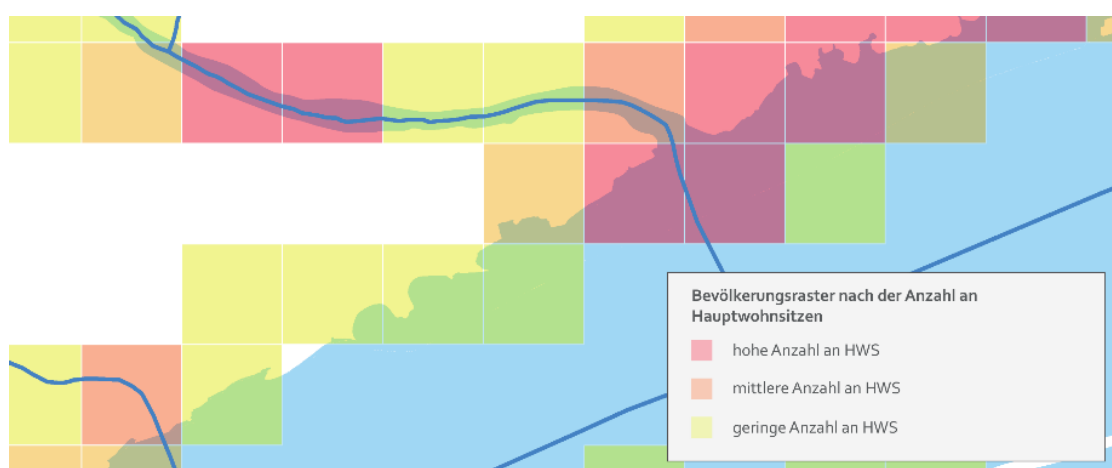 Bevölkerungsraster nach der Anzahl an
Hauptwohnsitzen
hohe Anzahl an HWS
mittlere Anzahl an HWS
geringe Anzahl an HWS